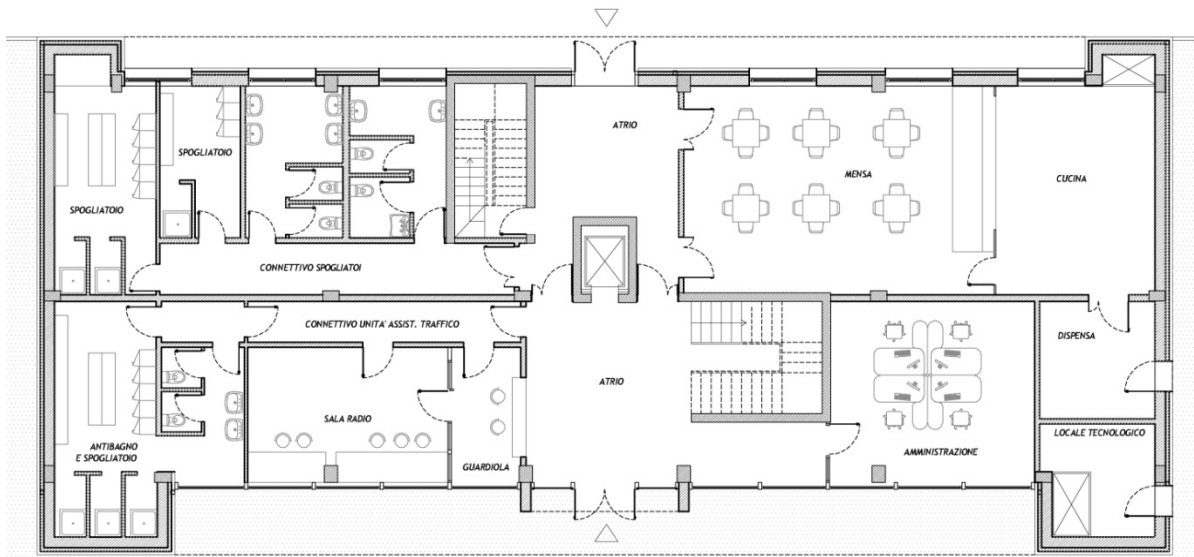 ATRIO
SPOGLIATOIO
MENSA
CUCINA
SPOGLIATOIO
CONNETTIVO SPOGLIATOI
CONNETTIVO UNITA' ASSIST. TRAFFICO
DISPENSA
ATRIO
SALA RADIO
LOCALE TECNOLOGICO
ANTIBAGNO
E SPOGLIATOIO
AMMINISTRAZIONE
GUARDIOLA